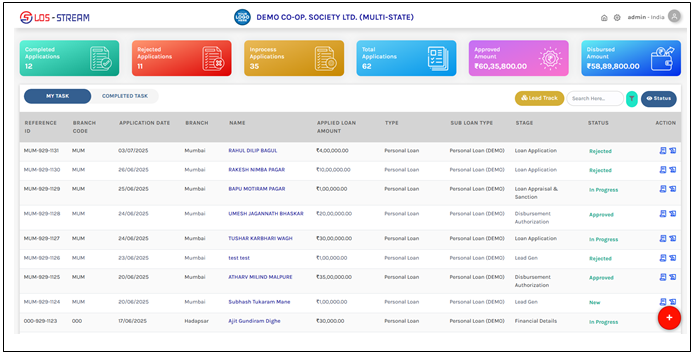 LOS - STREAM
YOUR LOGO HERE
DEMO CO-OP. SOCIETY LTD. (MULTI-STATE)
admin - India
Completed Applications
12
Rejected Applications
11
Inprocess Applications
35
Total Applications
62
Approved Amount
₹60,35,800.00
Disbursed Amount
₹58,89,800.00
MY TASK
COMPLETED TASK
Lead Track
Search Here...
Status
REFERENCE ID BRANCH CODE APPLICATION DATE BRANCH NAME APPLIED LOAN AMOUNT TYPE SUB LOAN TYPE STAGE STATUS ACTION
MUM-929-1131 MUM 03/07/2025 Mumbai RAHUL DILIP BAGUL ₹4,00,000.00 Personal Loan Personal Loan (DEMO) Loan Application Rejected
MUM-929-1130 MUM 26/06/2025 Mumbai RAKESH NIMBA PAGAR ₹10,00,000.00 Personal Loan Personal Loan (DEMO) Loan Application Rejected
MUM-929-1129 MUM 25/06/2025 Mumbai BAPU MOTIRAM PAGAR ₹1,00,000.00 Personal Loan Personal Loan (DEMO) Loan Appraisal & Sanction In Progress
MUM-929-1128 MUM 24/06/2025 Mumbai UMESH JAGANNATH BHASKAR ₹20,00,000.00 Personal Loan Personal Loan (DEMO) Disbursement Authorization Approved
MUM-929-1127 MUM 24/06/2025 Mumbai TUSHAR KARBHARI WAGH ₹30,00,000.00 Personal Loan Personal Loan (DEMO) Loan Application In Progress
MUM-929-1126 MUM 23/06/2025 Mumbai test test ₹1,00,000.00 Personal Loan Personal Loan (DEMO) Lead Gen Rejected
MUM-929-1125 MUM 20/06/2025 Mumbai ATHARV MILIND MALPURE ₹35,00,000.00 Personal Loan Personal Loan (DEMO) Disbursement Authorization Approved
MUM-929-1124 MUM 20/06/2025 Mumbai Subhash Tukaram Mane ₹1,00,000.00 Personal Loan Personal Loan (DEMO) Lead Gen New
000-929-1123 000 17/06/2025 Hadapsar Ajit Gundiram Dighe ₹30,000.00 Personal Loan Personal Loan (DEMO) Financial Details In Progress